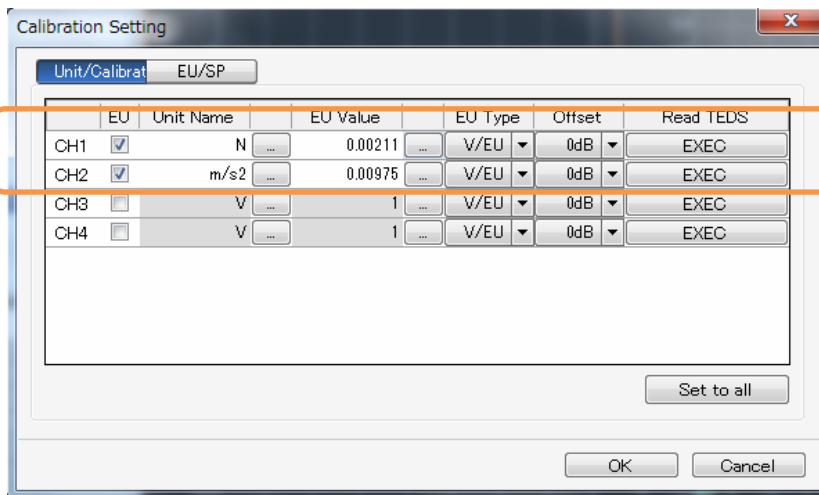 Calibration Setting
x
Unit/Calibrat EU/SP
EU Unit Name EU Value EU Type Offset Read TEDS
CH1 N ... 0.00211 ... V/EU 0dB EXEC
CH2 m/s2 ... 0.00975 ... V/EU 0dB EXEC
CH3 V ... 1 ... V/EU 0dB EXEC
CH4 V ... 1 ... V/EU 0dB EXEC
Set to all
OK Cancel